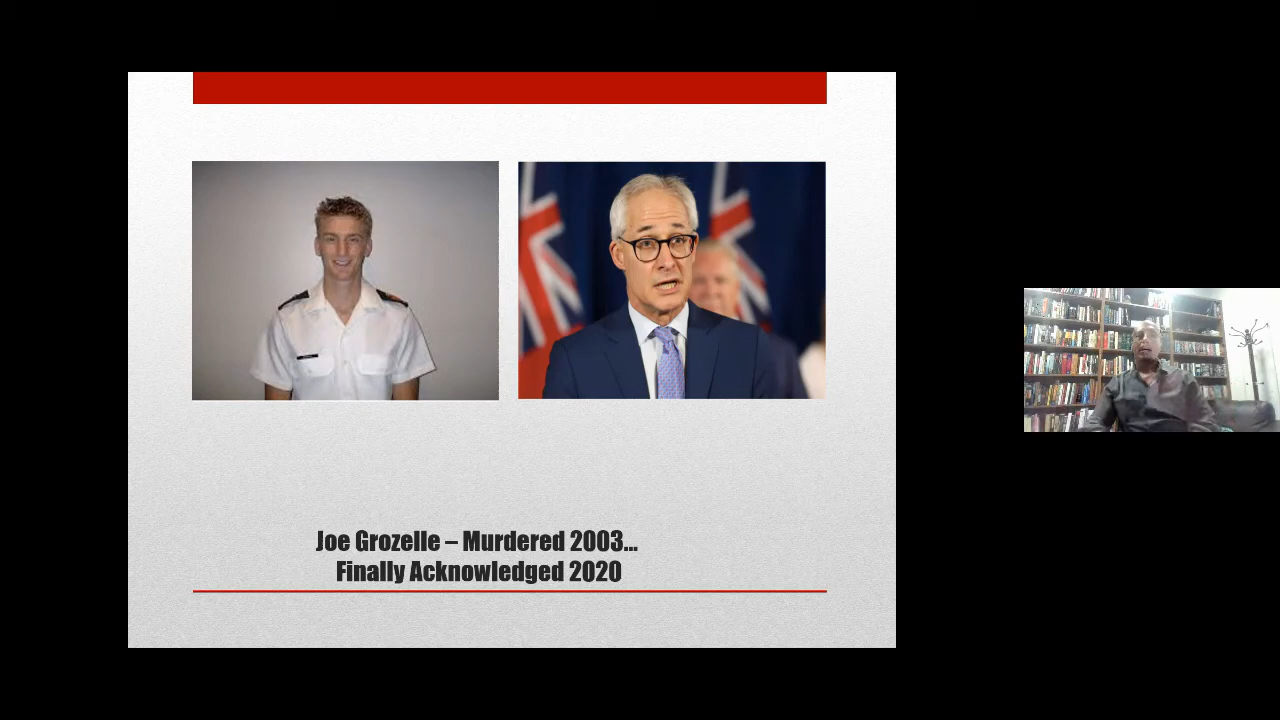 Joe Grozelle – Murdered 2003...
Finally Acknowledged 2020